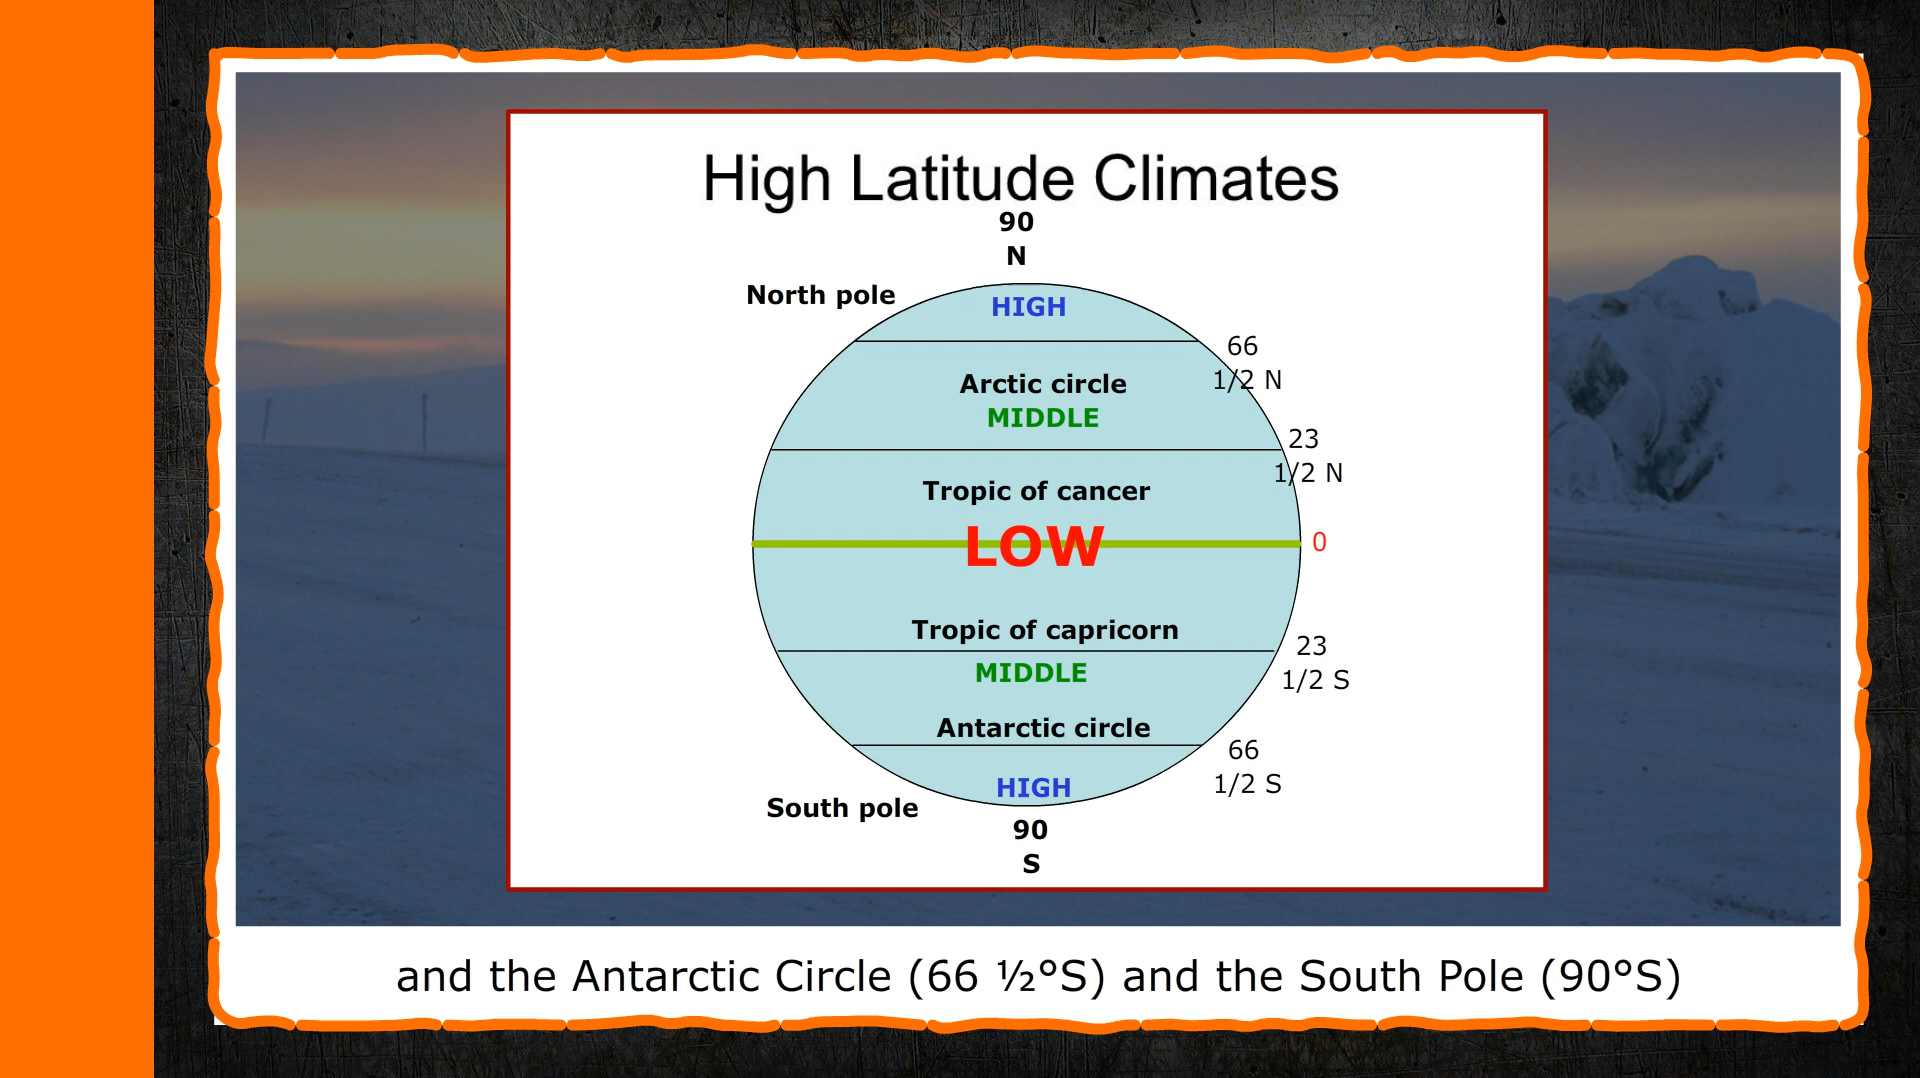 High Latitude Climates
90
N
North pole
HIGH
66
1/2 N
Arctic circle
MIDDLE
23
1/2 N
Tropic of cancer
LOW
0
Tropic of capricorn
23
1/2 S
MIDDLE
Antarctic circle
66
1/2 S
HIGH
South pole
90
S
and the Antarctic Circle (66 ½°S) and the South Pole (90°S)